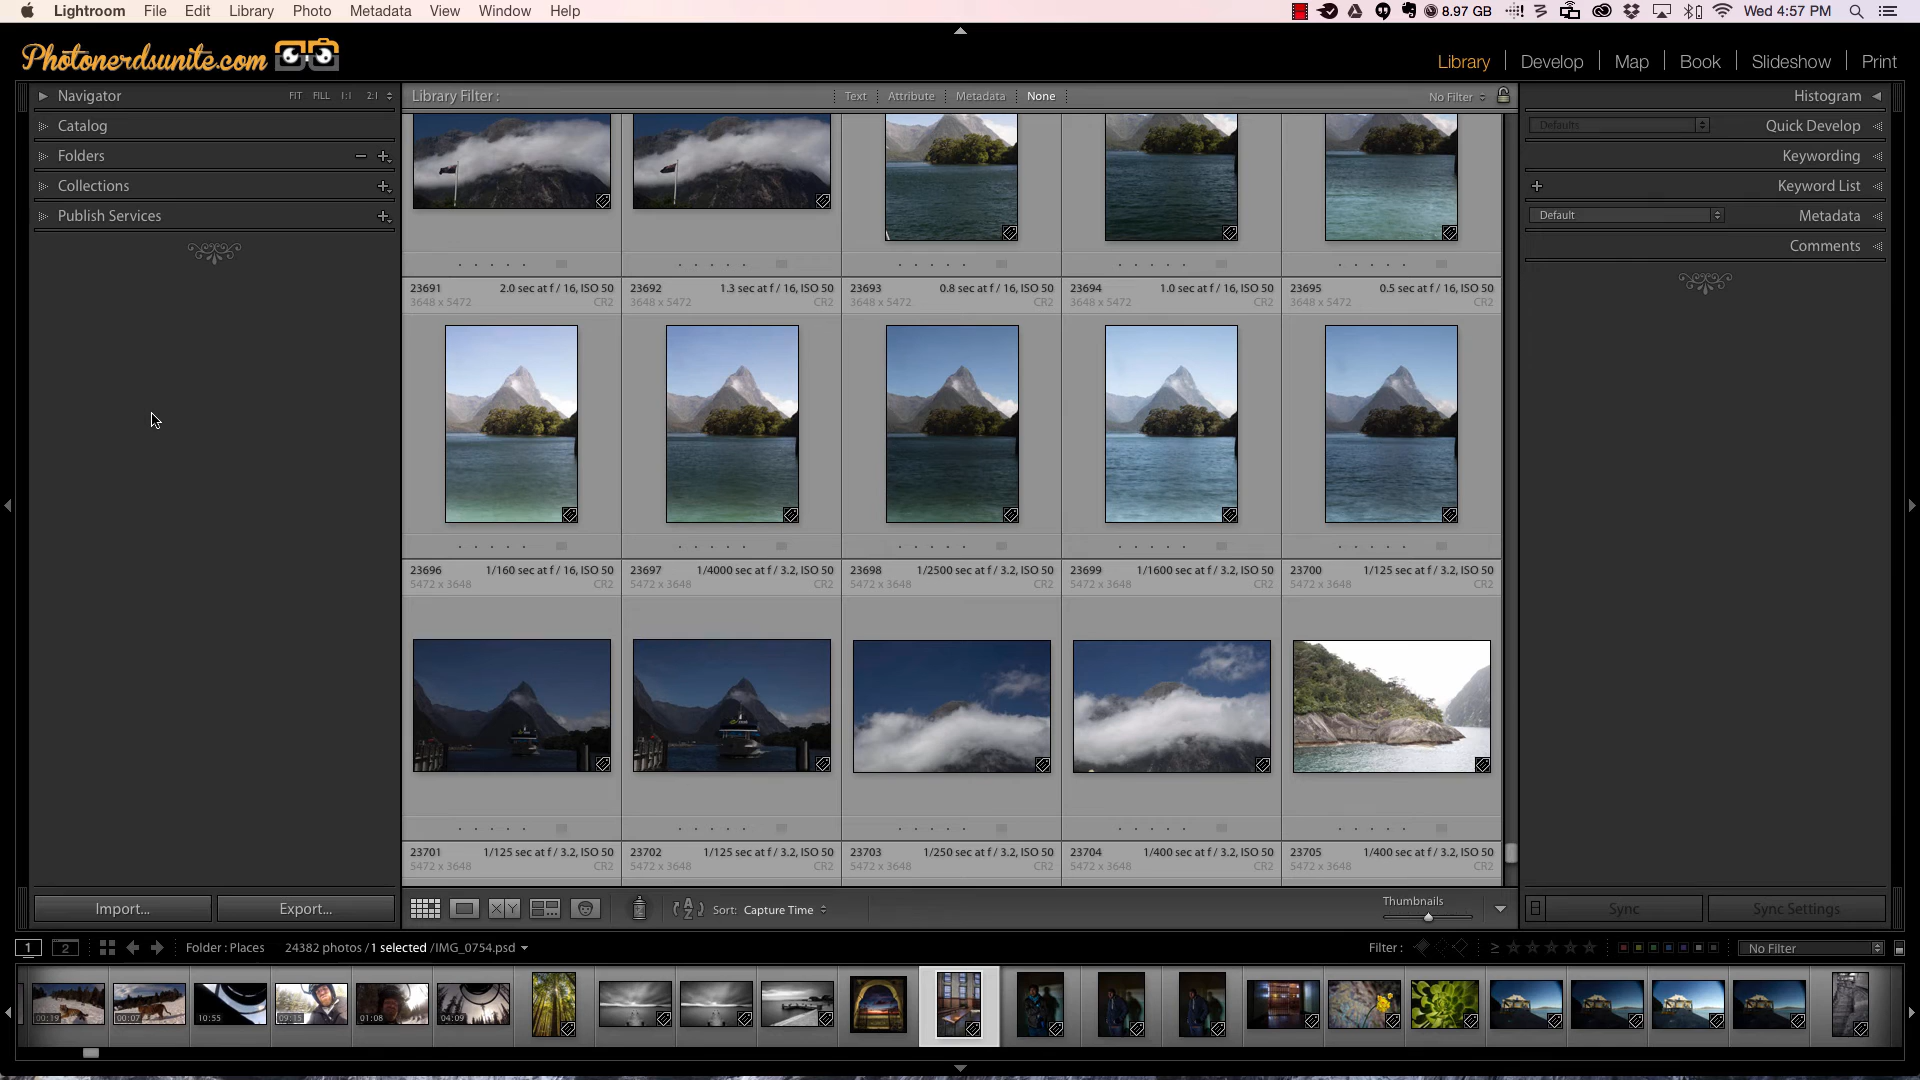 Lightroom File Edit Library Photo Metadata View Window Help 8.97 GB Wed 4:57 PM
Photonerdsunite.com Library Develop Map Book Slideshow Print
Navigator FIT FILL 1:1 2:1 Library Filter : Text Attribute Metadata None No Filter Histogram
Catalog Defaults Quick Develop
Folders Keywording
Collections Keyword List
Publish Services Default Metadata
Comments
23691 2.0 sec at f / 16, ISO 50 23692 1.3 sec at f / 16, ISO 50 23693 0.8 sec at f / 16, ISO 50 23694 1.0 sec at f / 16, ISO 50 23695 0.5 sec at f / 16, ISO 50
3648 x 5472 CR2 3648 x 5472 CR2 3648 x 5472 CR2 3648 x 5472 CR2 3648 x 5472 CR2
23696 1/160 sec at f / 16, ISO 50 23697 1/4000 sec at f / 3.2, ISO 50 23698 1/2500 sec at f / 3.2, ISO 50 23699 1/1600 sec at f / 3.2, ISO 50 23700 1/125 sec at f / 3.2, ISO 50
5472 x 3648 CR2 5472 x 3648 CR2 5472 x 3648 CR2 5472 x 3648 CR2 5472 x 3648 CR2
23701 1/125 sec at f / 3.2, ISO 50 23702 1/125 sec at f / 3.2, ISO 50 23703 1/250 sec at f / 3.2, ISO 50 23704 1/400 sec at f / 3.2, ISO 50 23705 1/400 sec at f / 3.2, ISO 50
5472 x 3648 CR2 5472 x 3648 CR2 5472 x 3648 CR2 5472 x 3648 CR2 5472 x 3648 CR2
Import... Export... X Y Sort: Capture Time Thumbnails Sync Sync Settings
1 2 Folder : Places 24382 photos / 1 selected / IMG_0754.psd Filter : No Filter
00:19 00:07 10:55 09:15 01:08 04:09